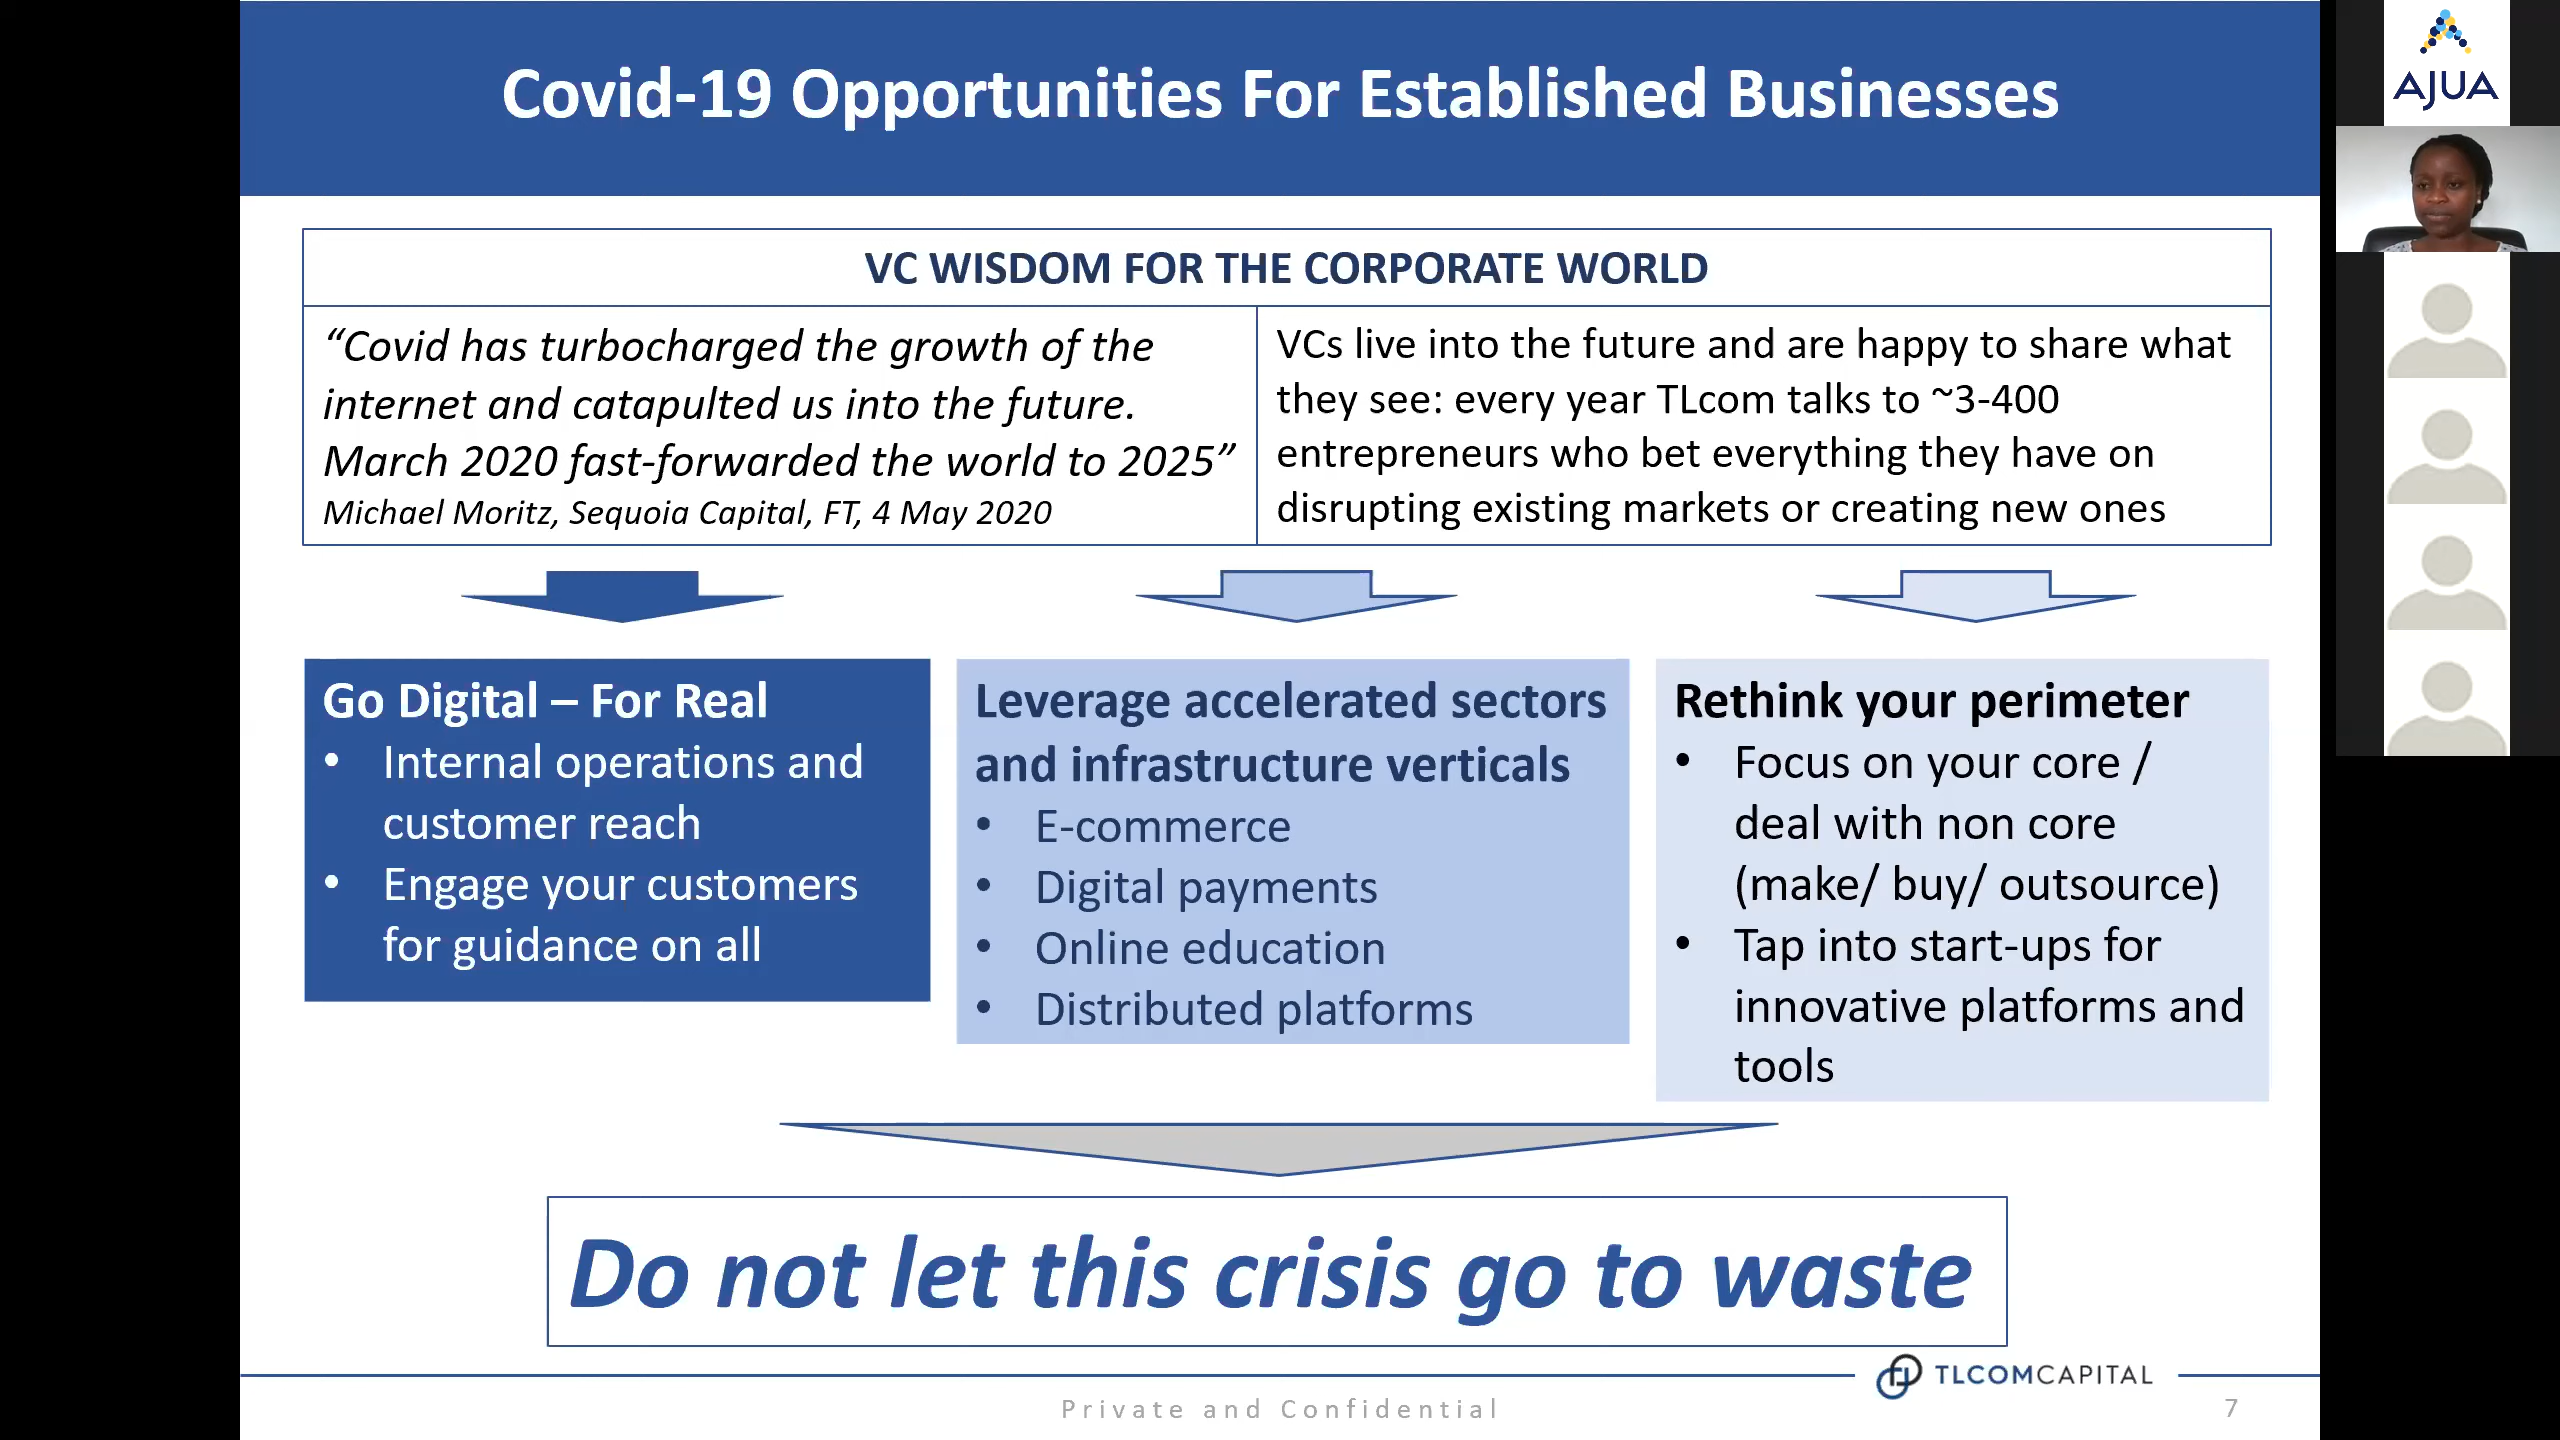 Covid-19 Opportunities For Established Businesses
AJUA
VC WISDOM FOR THE CORPORATE WORLD
“Covid has turbocharged the growth of the
internet and catapulted us into the future.
March 2020 fast-forwarded the world to 2025”
Michael Moritz, Sequoia Capital, FT, 4 May 2020
VCs live into the future and are happy to share what
they see: every year TLcom talks to ~3-400
entrepreneurs who bet everything they have on
disrupting existing markets or creating new ones
Go Digital – For Real
• Internal operations and
customer reach
• Engage your customers
for guidance on all
Leverage accelerated sectors
and infrastructure verticals
• E-commerce
• Digital payments
• Online education
• Distributed platforms
Rethink your perimeter
• Focus on your core /
deal with non core
(make/ buy/ outsource)
• Tap into start-ups for
innovative platforms and
tools
Do not let this crisis go to waste
TLCOMCAPITAL
Private and Confidential
7